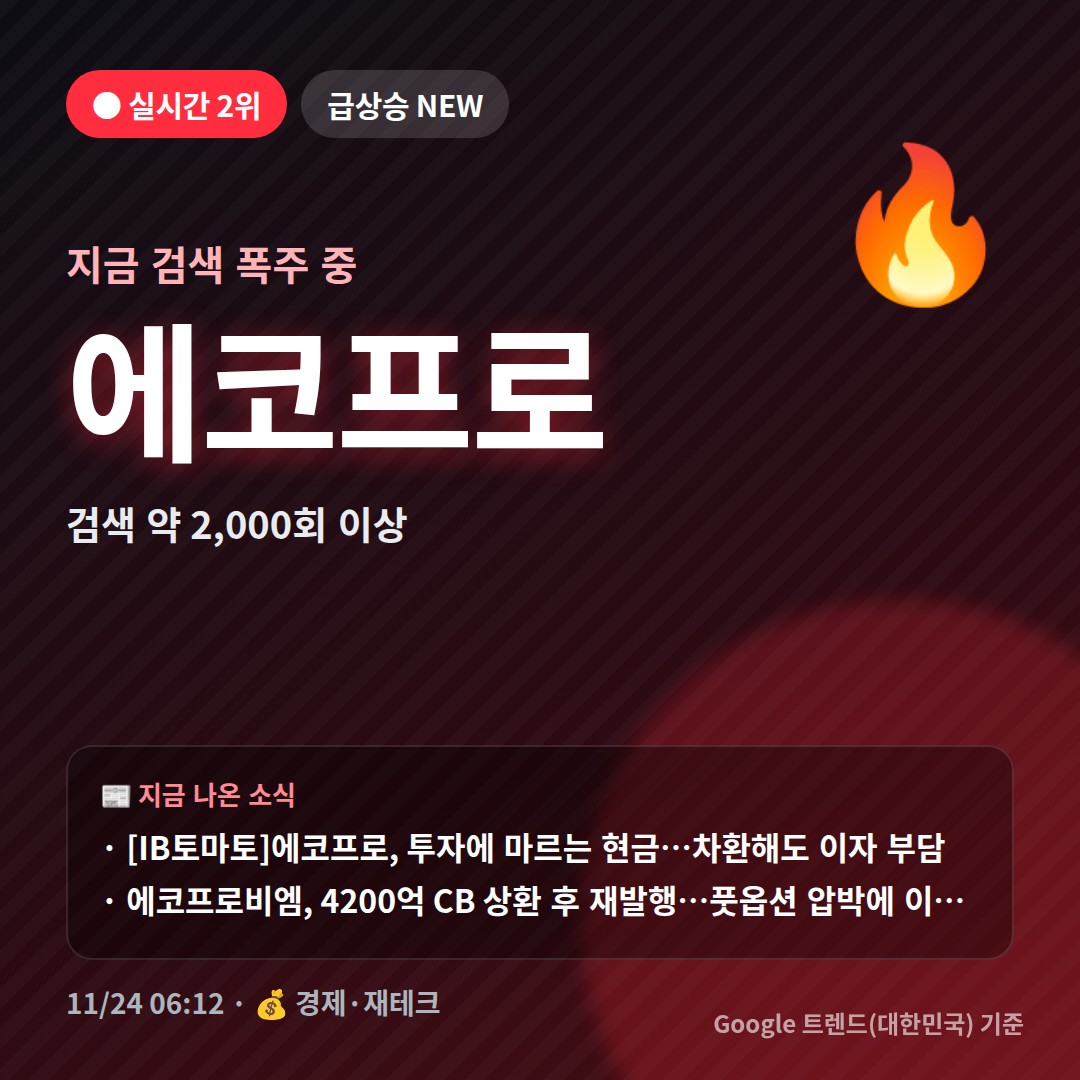 실시간 2위
급상승 NEW
지금 검색 폭주 중
에코프로
검색 약 2,000회 이상
지금 나온 소식
· [IB토마토]에코프로, 투자에 마르는 현금…차환해도 이자 부담
· 에코프로비엠, 4200억 CB 상환 후 재발행…풋옵션 압박에 이…
11/24 06:12 · 💰 경제·재테크
Google 트렌드(대한민국) 기준